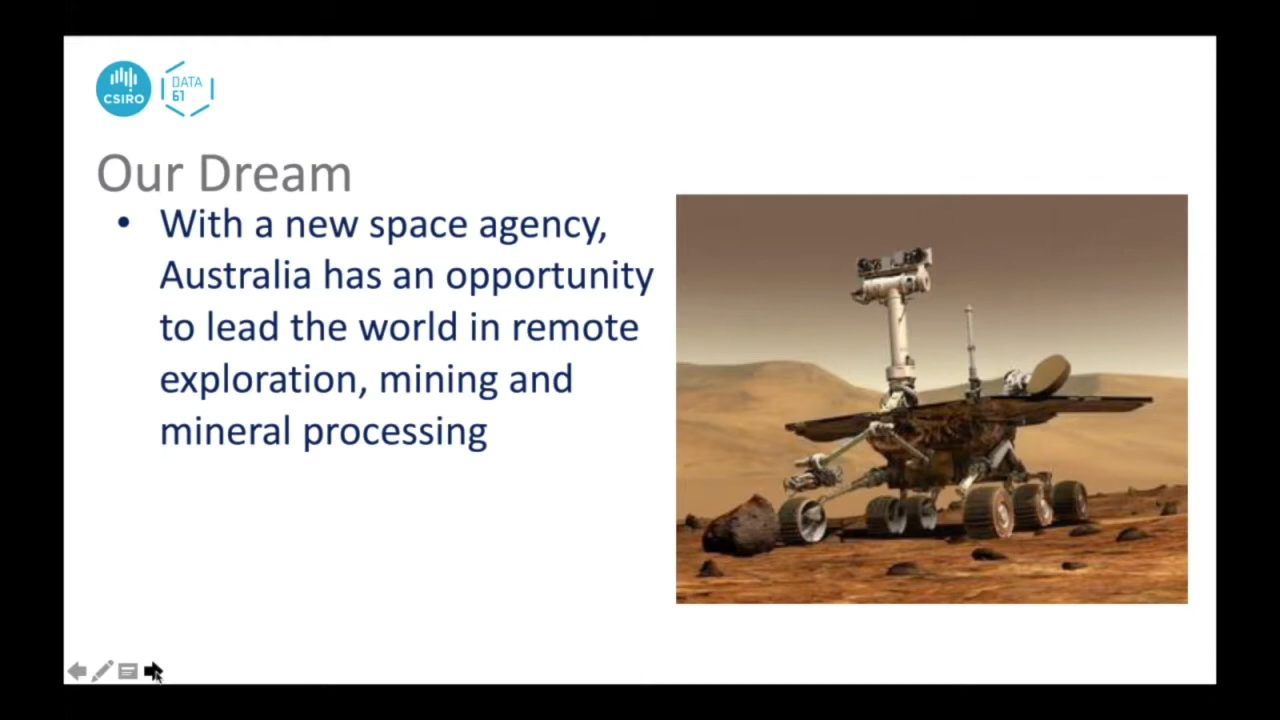 CSIRO
DATA
61
Our Dream
• With a new space agency,
Australia has an opportunity
to lead the world in remote
exploration, mining and
mineral processing